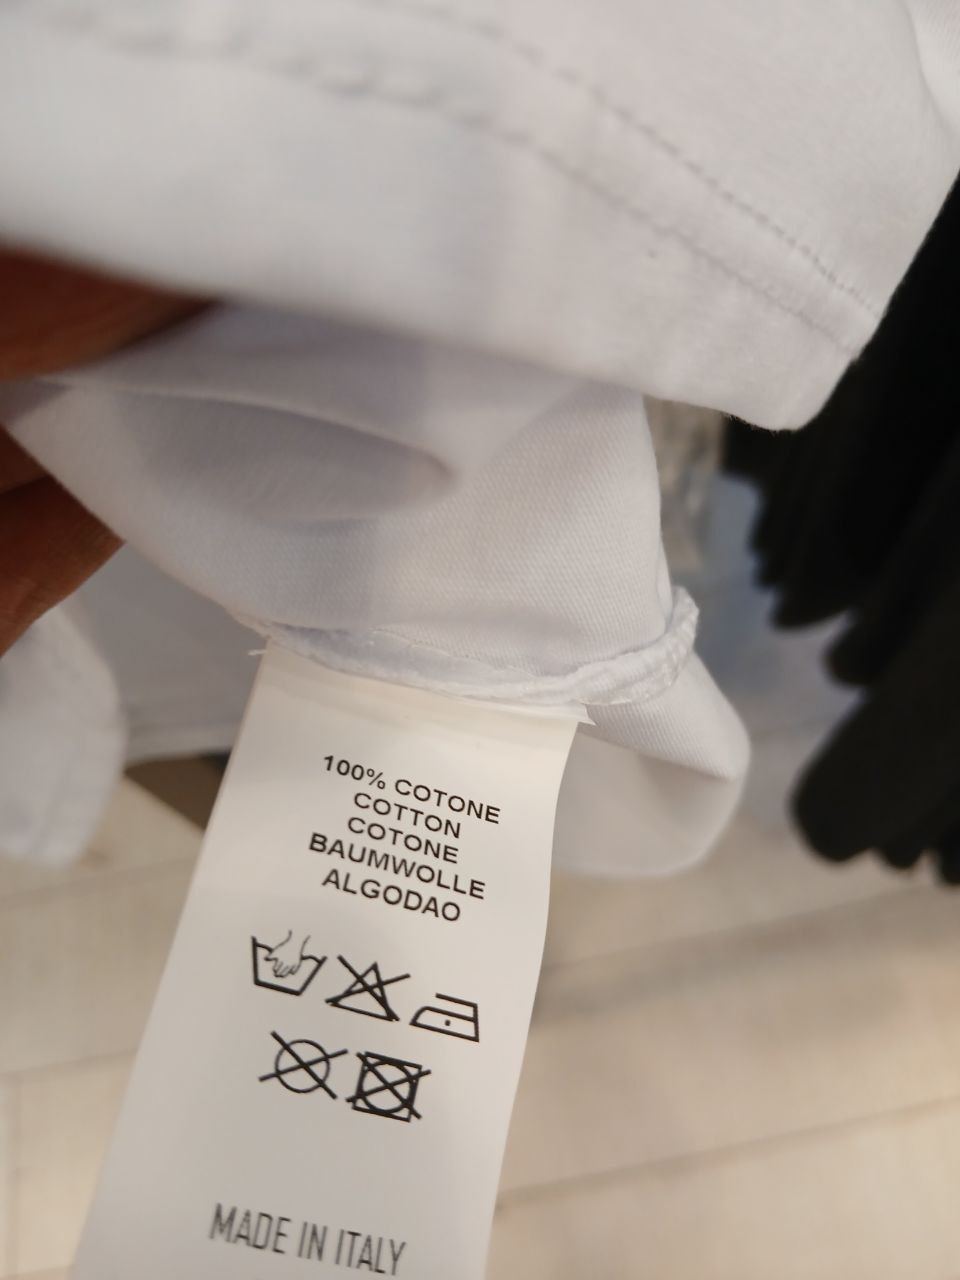 100% COTONE
COTTON
COTONE
BAUMWOLLE
ALGODAO
MADE IN ITALY